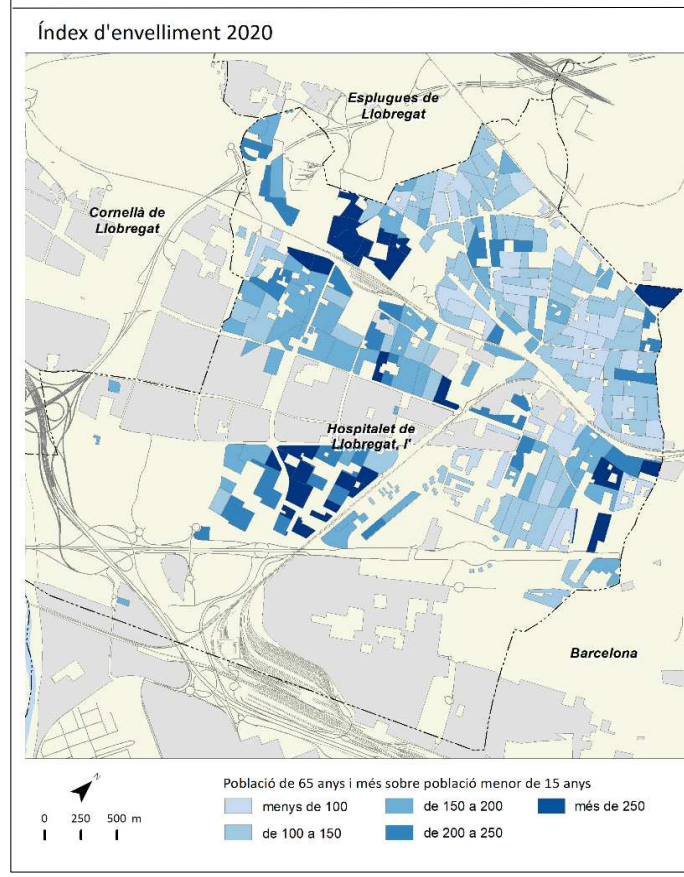 Índex d'envelliment 2020
Esplugues de
Llobregat
Cornellà de
Llobregat
Hospitalet de
Llobregat, l'
Barcelona
N
0 250 500 m
Població de 65 anys i més sobre població menor de 15 anys
menys de 100
de 150 a 200
més de 250
de 100 a 150
de 200 a 250